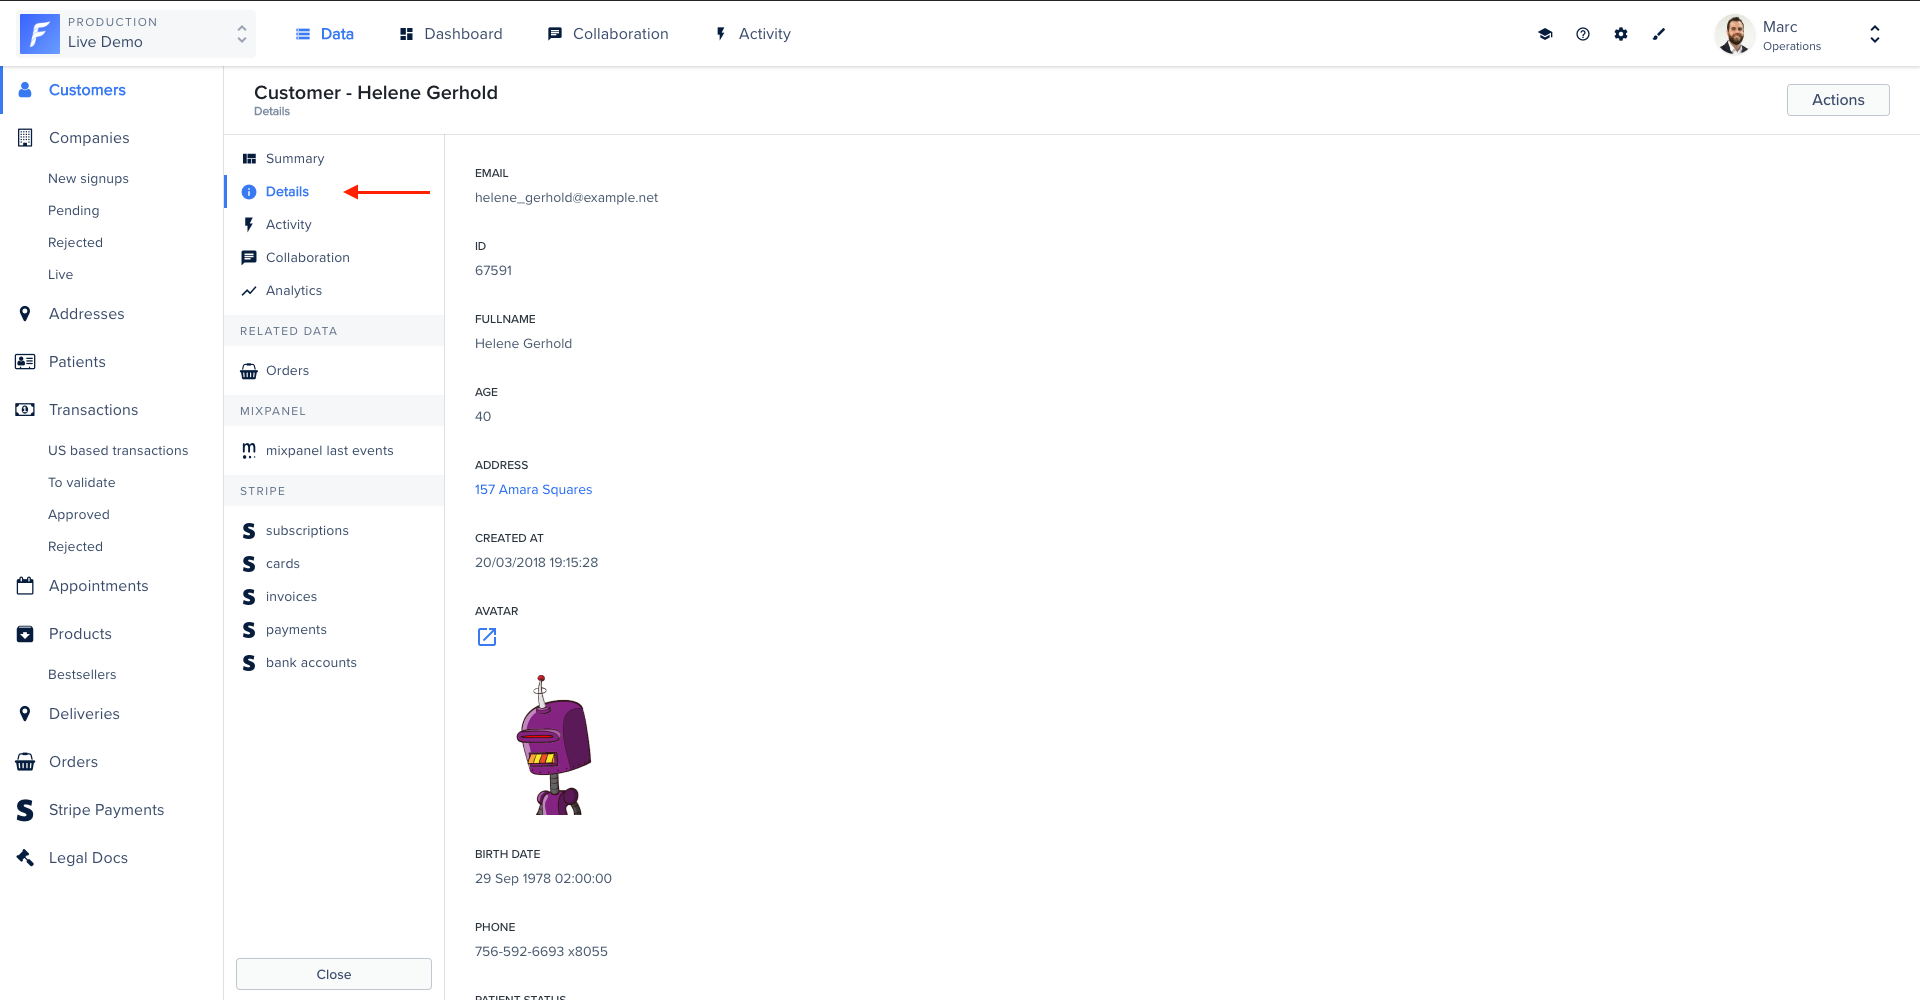 PRODUCTION
Live Demo
Data
Dashboard
Collaboration
Activity
Marc
Operations
Customers
Companies
New signups
Pending
Rejected
Live
Addresses
Patients
Transactions
US based transactions
To validate
Approved
Rejected
Appointments
Products
Bestsellers
Deliveries
Orders
Stripe Payments
Legal Docs
Customer - Helene Gerhold
Details
Actions
Summary
Details
Activity
Collaboration
Analytics
RELATED DATA
Orders
MIXPANEL
mixpanel last events
STRIPE
subscriptions
cards
invoices
payments
bank accounts
Close
EMAIL
helene_gerhold@example.net
ID
67591
FULLNAME
Helene Gerhold
AGE
40
ADDRESS
157 Amara Squares
CREATED AT
20/03/2018 19:15:28
AVATAR
BIRTH DATE
29 Sep 1978 02:00:00
PHONE
756-592-6693 x8055
PATIENT STATUS